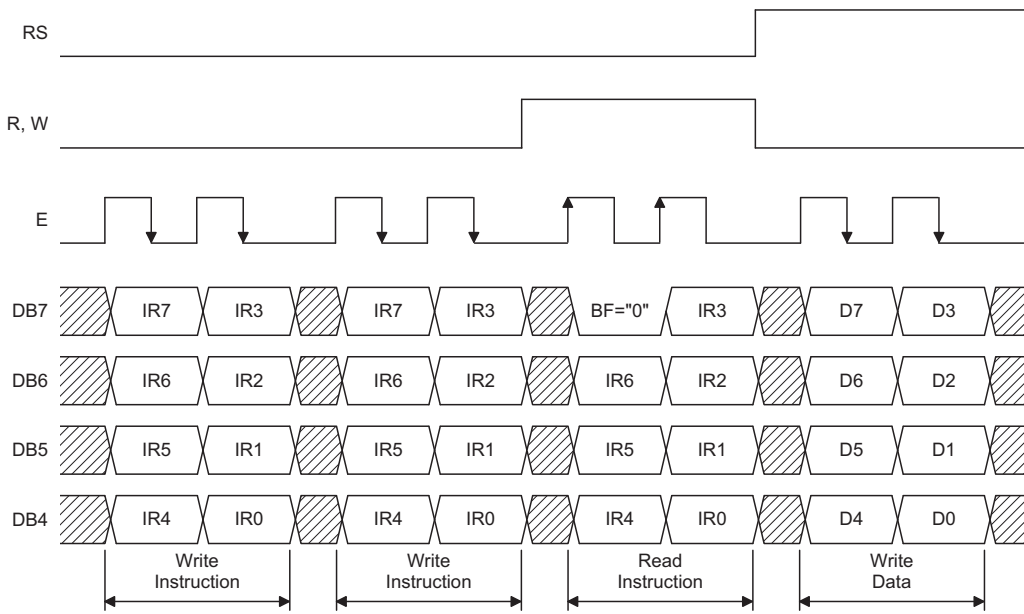 RS
R, W
E
DB7 IR7 IR3 IR7 IR3 BF="0" IR3 D7 D3
DB6 IR6 IR2 IR6 IR2 IR6 IR2 D6 D2
DB5 IR5 IR1 IR5 IR1 IR5 IR1 D5 D1
DB4 IR4 IR0 IR4 IR0 IR4 IR0 D4 D0
Write Write Read Write
Instruction Instruction Instruction Data